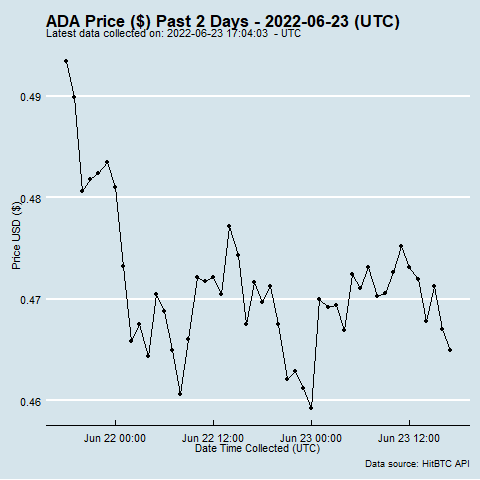 ADA Price ($) Past 2 Days - 2022-06-23 (UTC)
Latest data collected on: 2022-06-23 17:04:03 - UTC
0.49
0.48
0.47
0.46
Price USD ($)
Jun 22 00:00 Jun 22 12:00 Jun 23 00:00 Jun 23 12:00
Date Time Collected (UTC)
Data source: HitBTC API